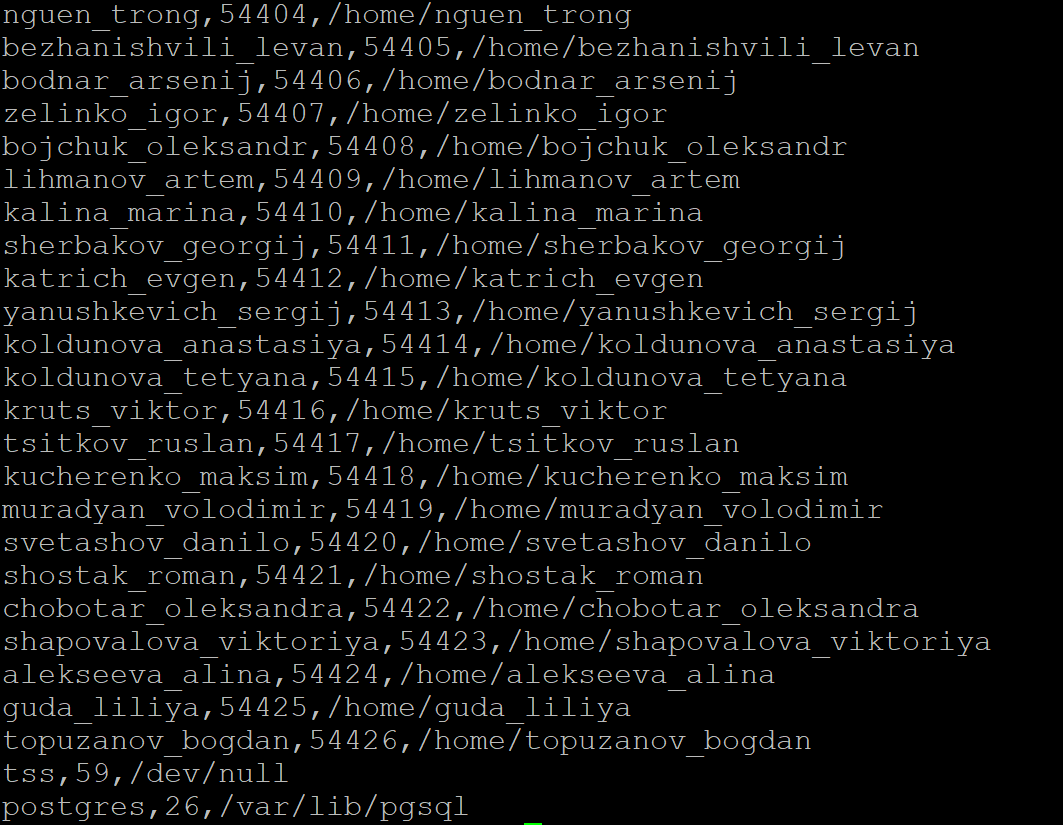 nguen_trong,54404,/home/nguen_trong
bezhanishvili_levan,54405,/home/bezhanishvili_levan
bodnar_arsenij,54406,/home/bodnar_arsenij
zelinko_igor,54407,/home/zelinko_igor
bojchuk_oleksandr,54408,/home/bojchuk_oleksandr
lihmanov_artem,54409,/home/lihmanov_artem
kalina_marina,54410,/home/kalina_marina
sherbakov_georgij,54411,/home/sherbakov_georgij
katrich_evgen,54412,/home/katrich_evgen
yanushkevich_sergij,54413,/home/yanushkevich_sergij
koldunova_anastasiya,54414,/home/koldunova_anastasiya
koldunova_tetyana,54415,/home/koldunova_tetyana
kruts_viktor,54416,/home/kruts_viktor
tsitkov_ruslan,54417,/home/tsitkov_ruslan
kucherenko_maksim,54418,/home/kucherenko_maksim
muradyan_volodimir,54419,/home/muradyan_volodimir
svetashov_danilo,54420,/home/svetashov_danilo
shostak_roman,54421,/home/shostak_roman
chobotar_oleksandra,54422,/home/chobotar_oleksandra
shapovalova_viktoriya,54423,/home/shapovalova_viktoriya
alekseeva_alina,54424,/home/alekseeva_alina
guda_liliya,54425,/home/guda_liliya
topuzanov_bogdan,54426,/home/topuzanov_bogdan
tss,59,/dev/null
postgres,26,/var/lib/pgsql